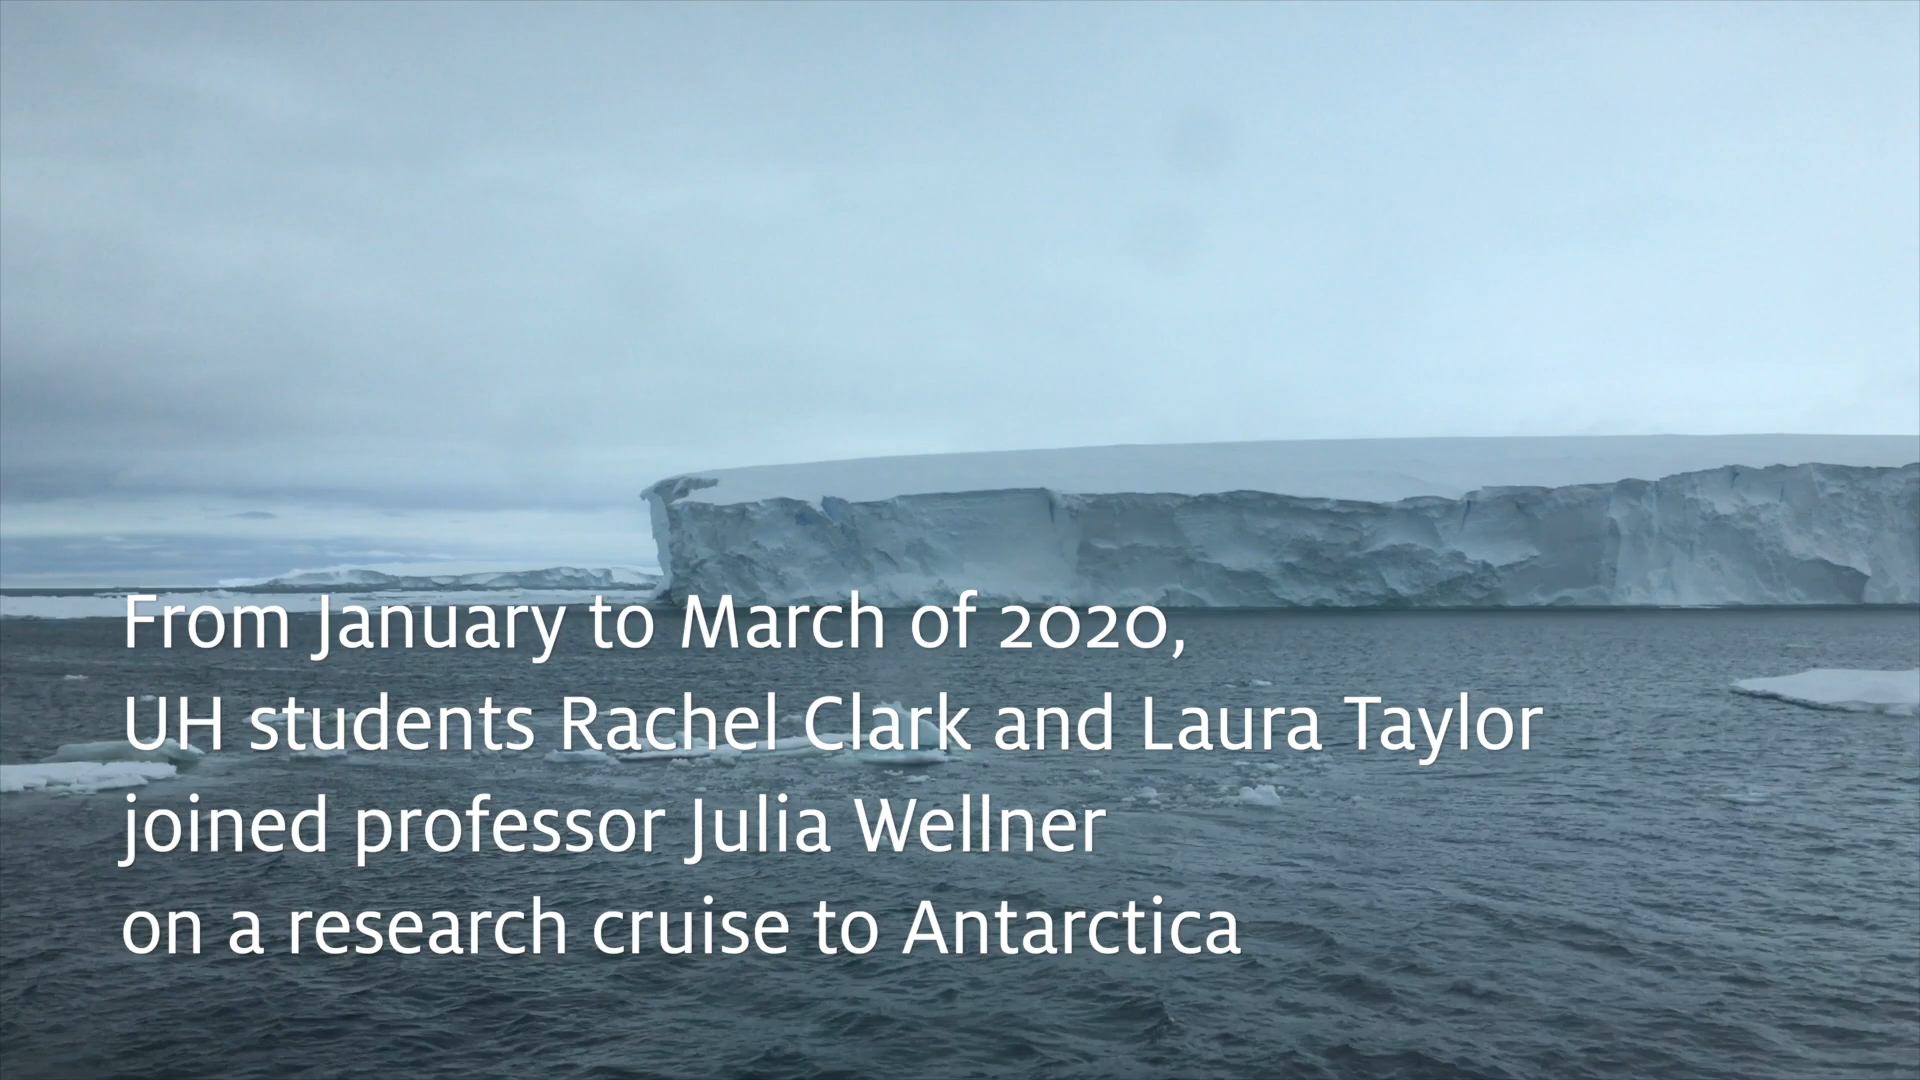 From January to March of 2020,
UH students Rachel Clark and Laura Taylor
joined professor Julia Wellner
on a research cruise to Antarctica